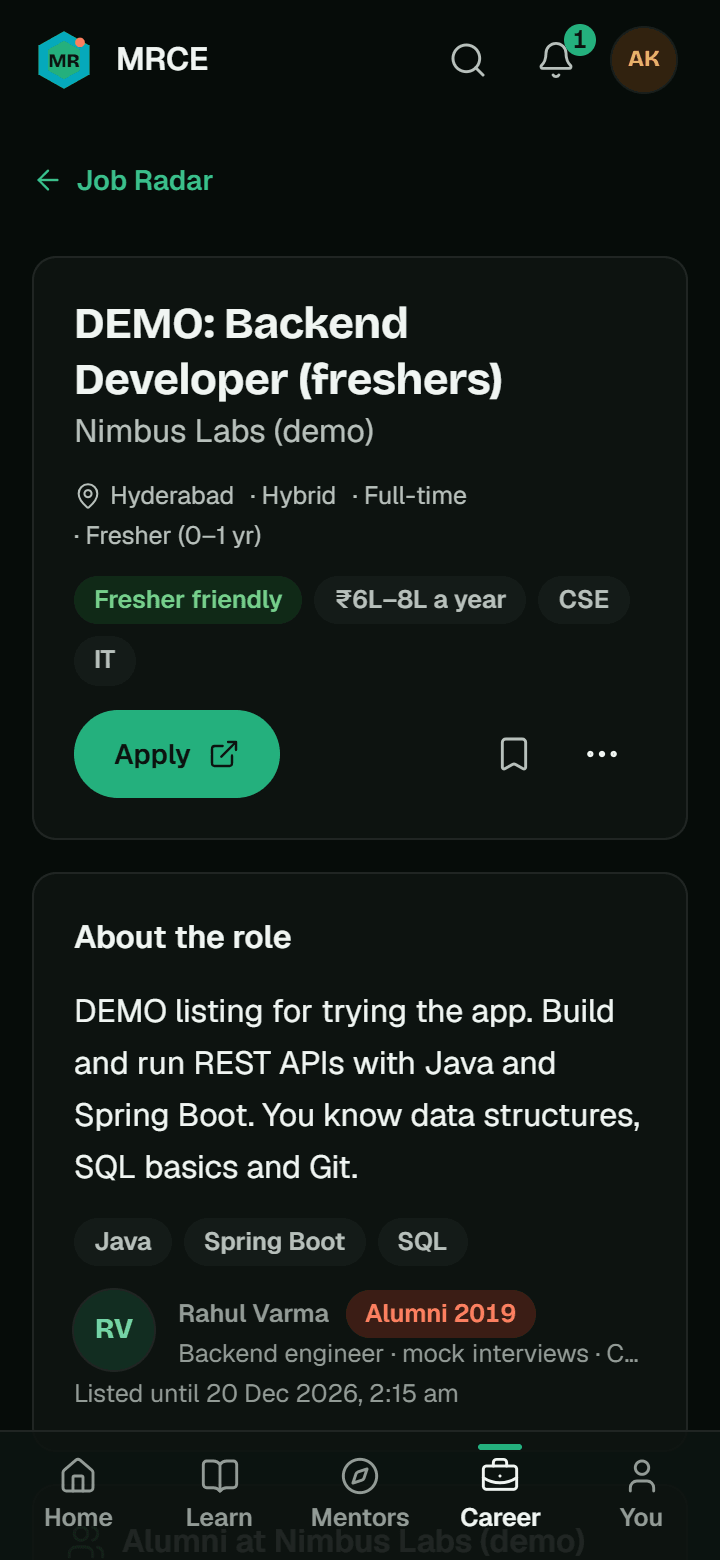 MR
MRCE
1
AK
Job Radar
DEMO: Backend
Developer (freshers)
Nimbus Labs (demo)
Hyderabad · Hybrid · Full-time
· Fresher (0–1 yr)
Fresher friendly
₹6L–8L a year
CSE
IT
Apply
About the role
DEMO listing for trying the app. Build
and run REST APIs with Java and
Spring Boot. You know data structures,
SQL basics and Git.
Java
Spring Boot
SQL
RV
Rahul Varma
Alumni 2019
Backend engineer · mock interviews · C...
Listed until 20 Dec 2026, 2:15 am
Home
Learn
Mentors
Career
You
Alumni at Nimbus Labs (demo)